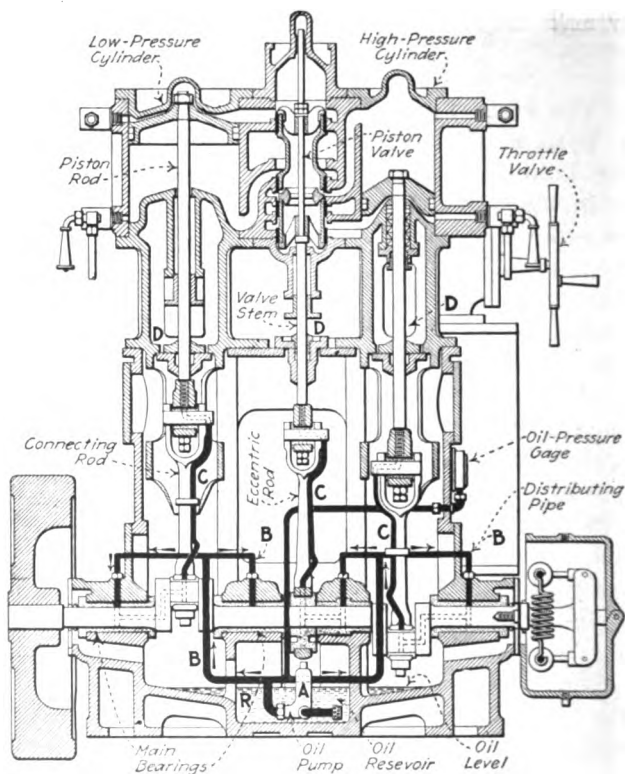 Low-Pressure
Cylinder
High-Pressure
Cylinder
Piston
Rod
Piston
Valve
Throttle
Valve
Valve
Stem
D
D
D
Connecting
Rod
Eccentric
Rod
C
C
C
Oil-Pressure
Gage
Distributing
Pipe
B
B
B
R
A
Main
Bearings
Oil
Pump
Oil
Resevoir
Oil
Level